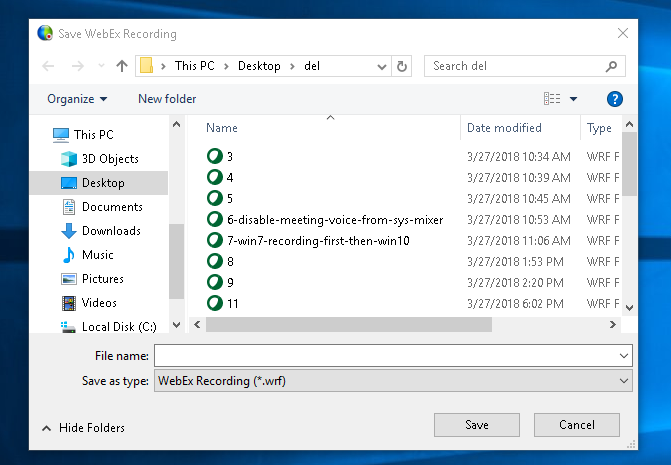 Save WebEx Recording
This PC > Desktop > del
Search del
Organize
New folder
?
This PC
3D Objects
Desktop
Documents
Downloads
Music
Pictures
Videos
Local Disk (C:)
Name Date modified Type
3 3/27/2018 10:34 AM WRF F
4 3/27/2018 10:39 AM WRF F
5 3/27/2018 10:45 AM WRF F
6-disable-meeting-voice-from-sys-mixer 3/27/2018 10:53 AM WRF F
7-win7-recording-first-then-win10 3/27/2018 11:06 AM WRF F
8 3/27/2018 1:53 PM WRF F
9 3/27/2018 2:20 PM WRF F
11 3/27/2018 6:02 PM WRF F
File name:
Save as type: WebEx Recording (*.wrf)
Hide Folders
Save
Cancel